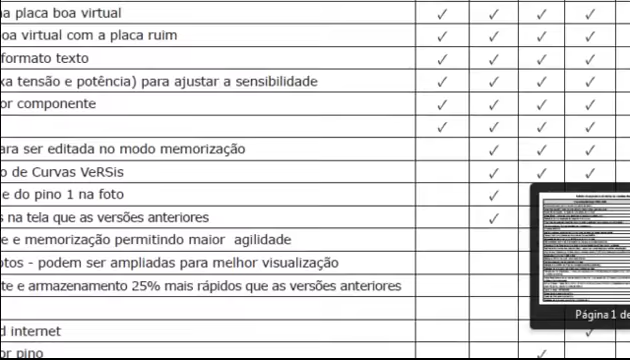 na placa boa virtual ✓ ✓ ✓ ✓
boa virtual com a placa ruim ✓ ✓ ✓ ✓
formato texto ✓ ✓ ✓ ✓
xa tensão e potência) para ajustar a sensibilidade ✓ ✓ ✓ ✓
or componente ✓ ✓ ✓ ✓
✓ ✓ ✓ ✓
ara ser editada no modo memorização ✓ ✓ ✓
o de Curvas VeRSis ✓ ✓ ✓
e do pino 1 na foto ✓
s na tela que as versões anteriores ✓
e e memorização permitindo maior agilidade
otos - podem ser ampliadas para melhor visualização
te e armazenamento 25% mais rápidos que as versões anteriores
Página 1 de
d internet ✓
or pino ✓